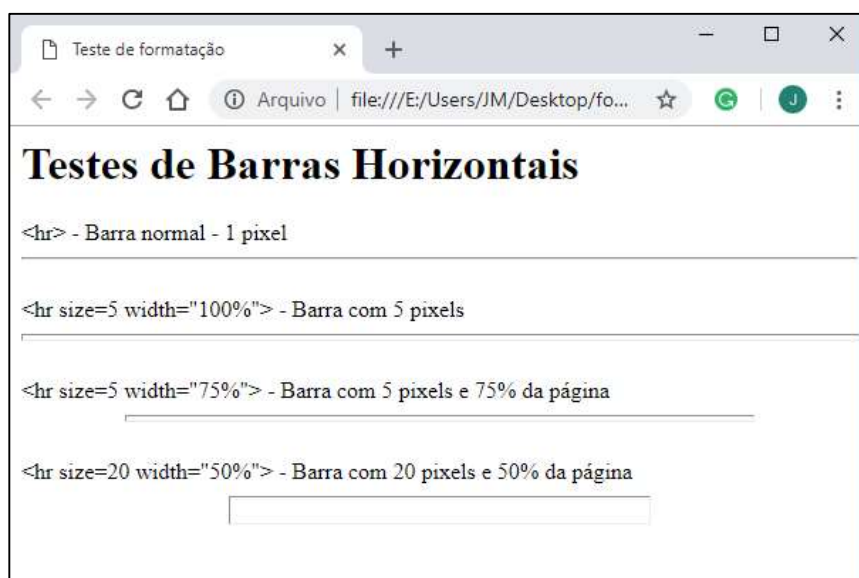 Teste de formatação
Arquivo | file:///E:/Users/JM/Desktop/fo...
J
Testes de Barras Horizontais
<hr> - Barra normal - 1 pixel
<hr size=5 width="100%"> - Barra com 5 pixels
<hr size=5 width="75%"> - Barra com 5 pixels e 75% da página
<hr size=20 width="50%"> - Barra com 20 pixels e 50% da página